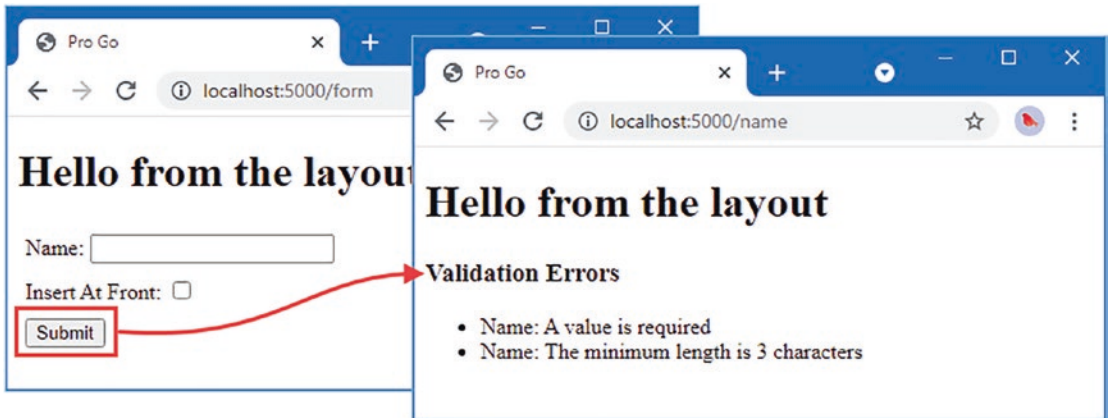 Pro Go
localhost:5000/form
Hello from the layout
Name:
Insert At Front:
Submit
Pro Go
localhost:5000/name
Hello from the layout
Validation Errors
• Name: A value is required
• Name: The minimum length is 3 characters